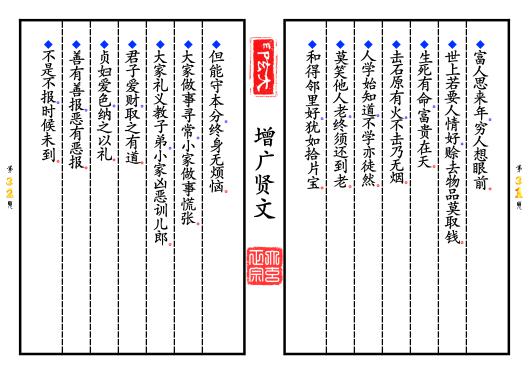 富人思来年，穷人想眼前。
世上若要人情好，赊去物品莫取钱。
生死有命，富贵在天。
击石原有火，不击乃无烟。
人学始知道，不学亦徒然。
莫笑他人老，终须还到老。
和得邻里好，犹如拾片宝。
增广贤文
但能守本分，终身无烦恼。
大家做事寻常，小家做事慌张。
大家礼义教子弟，小家凶恶训儿郎。
君子爱财，取之有道。
贞妇爱色，纳之以礼。
善有善报，恶有恶报。
不是不报，时候未到。